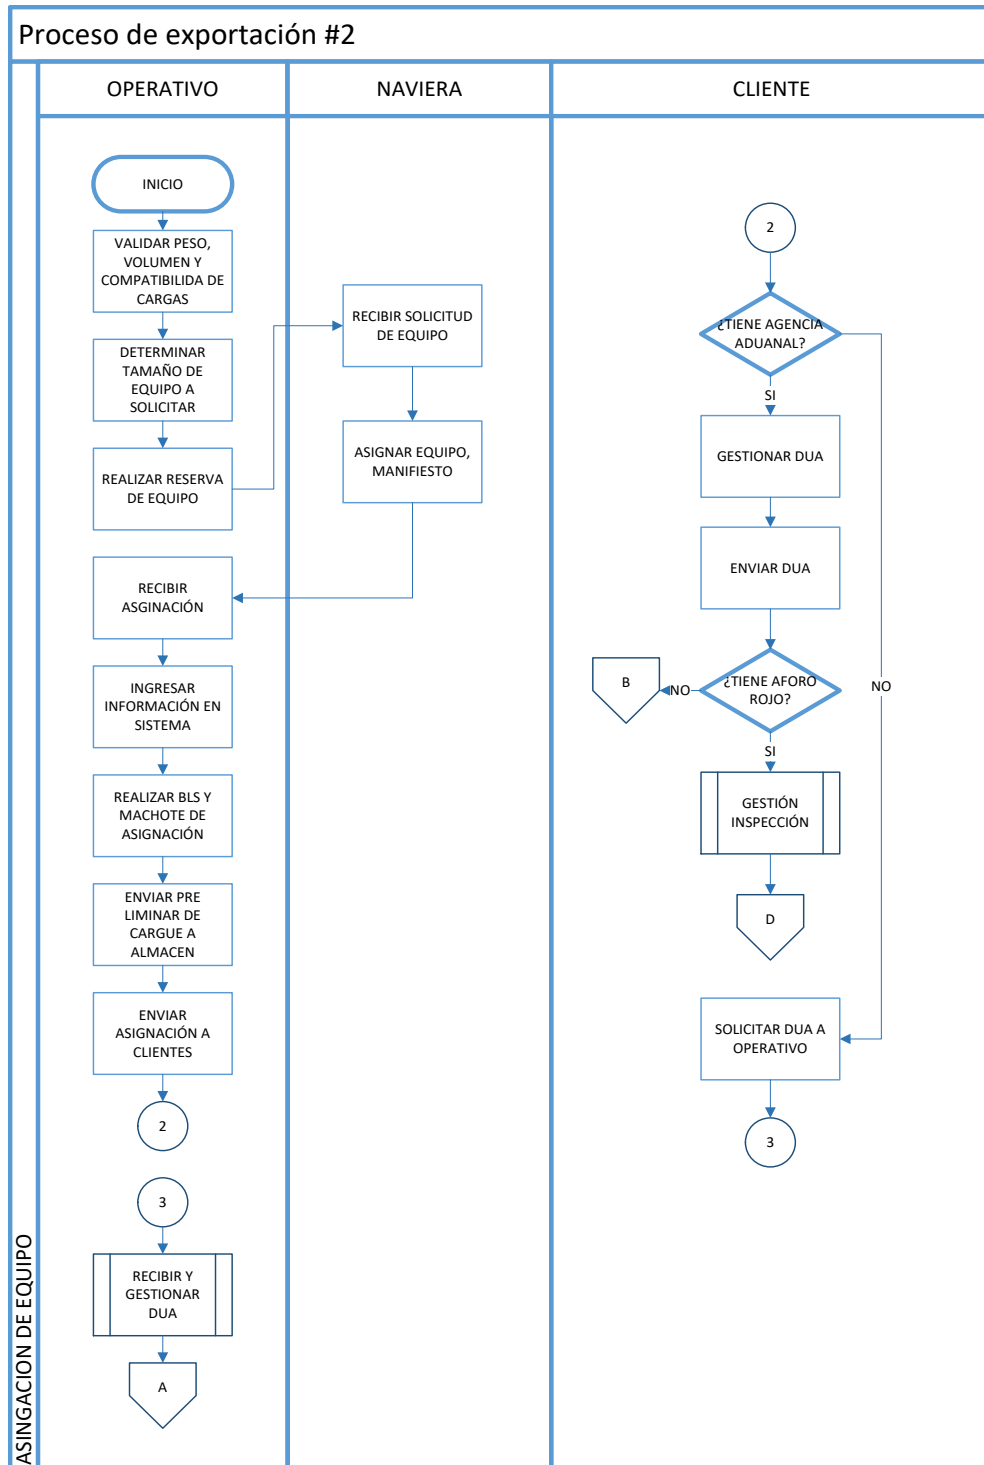 Proceso de exportación #2
OPERATIVO
NAVIERA
CLIENTE
ASINGACION DE EQUIPO
INICIO
VALIDAR PESO,
VOLUMEN Y
COMPATIBILIDA DE
CARGAS
DETERMINAR
TAMAÑO DE
EQUIPO A
SOLICITAR
REALIZAR RESERVA
DE EQUIPO
RECIBIR SOLICITUD
DE EQUIPO
ASIGNAR EQUIPO,
MANIFIESTO
RECIBIR
ASGINACIÓN
INGRESAR
INFORMACIÓN EN
SISTEMA
REALIZAR BLS Y
MACHOTE DE
ASIGNACIÓN
ENVIAR PRE
LIMINAR DE
CARGUE A
ALMACEN
ENVIAR
ASIGNACIÓN A
CLIENTES
2
3
RECIBIR Y
GESTIONAR
DUA
A
2
¿TIENE AGENCIA
ADUANAL?
SI
NO
GESTIONAR DUA
ENVIAR DUA
¿TIENE AFORO
ROJO?
NO
B
SI
GESTIÓN
INSPECCIÓN
D
SOLICITAR DUA A
OPERATIVO
3